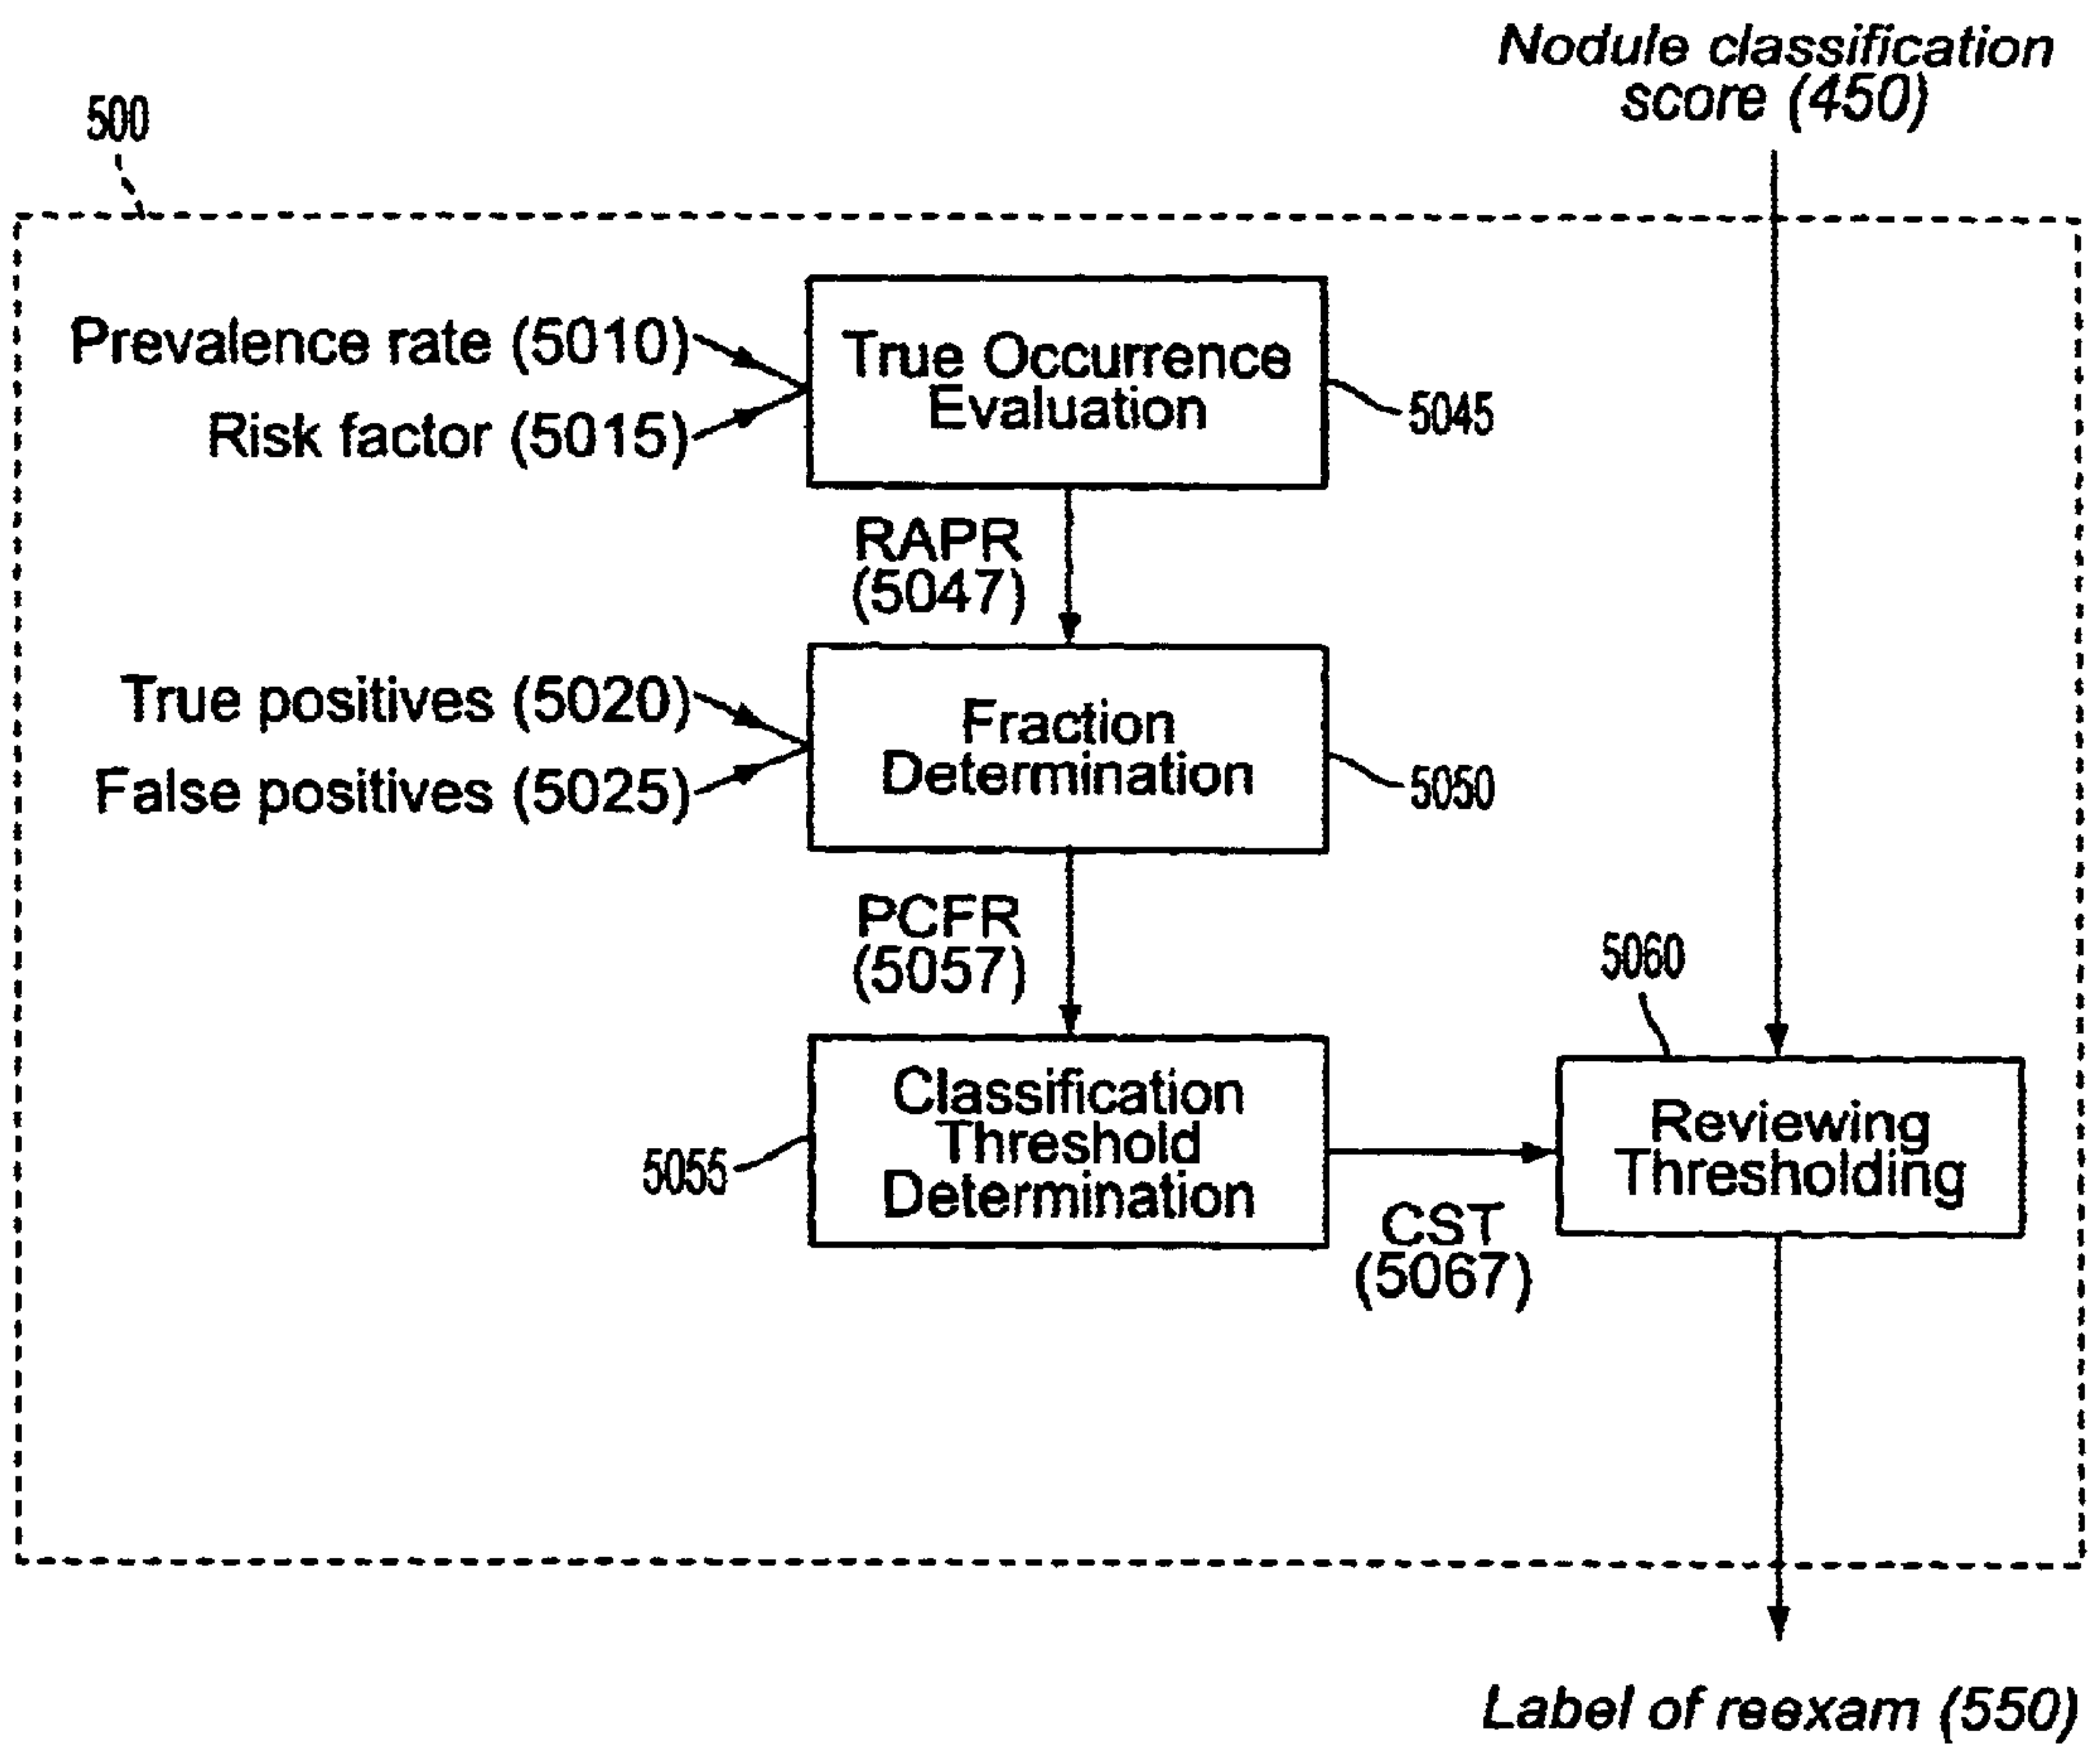 Nodule classification
score (450)
500
Prevalence rate (5010)
Risk factor (5015)
True Occurrence
Evaluation
5045
RAPR
(5047)
True positives (5020)
False positives (5025)
Fraction
Determination
5050
PCFR
(5057)
5060
Classification
Threshold
Determination
5055
Reviewing
Thresholding
CST
(5067)
Label of reexam (550)